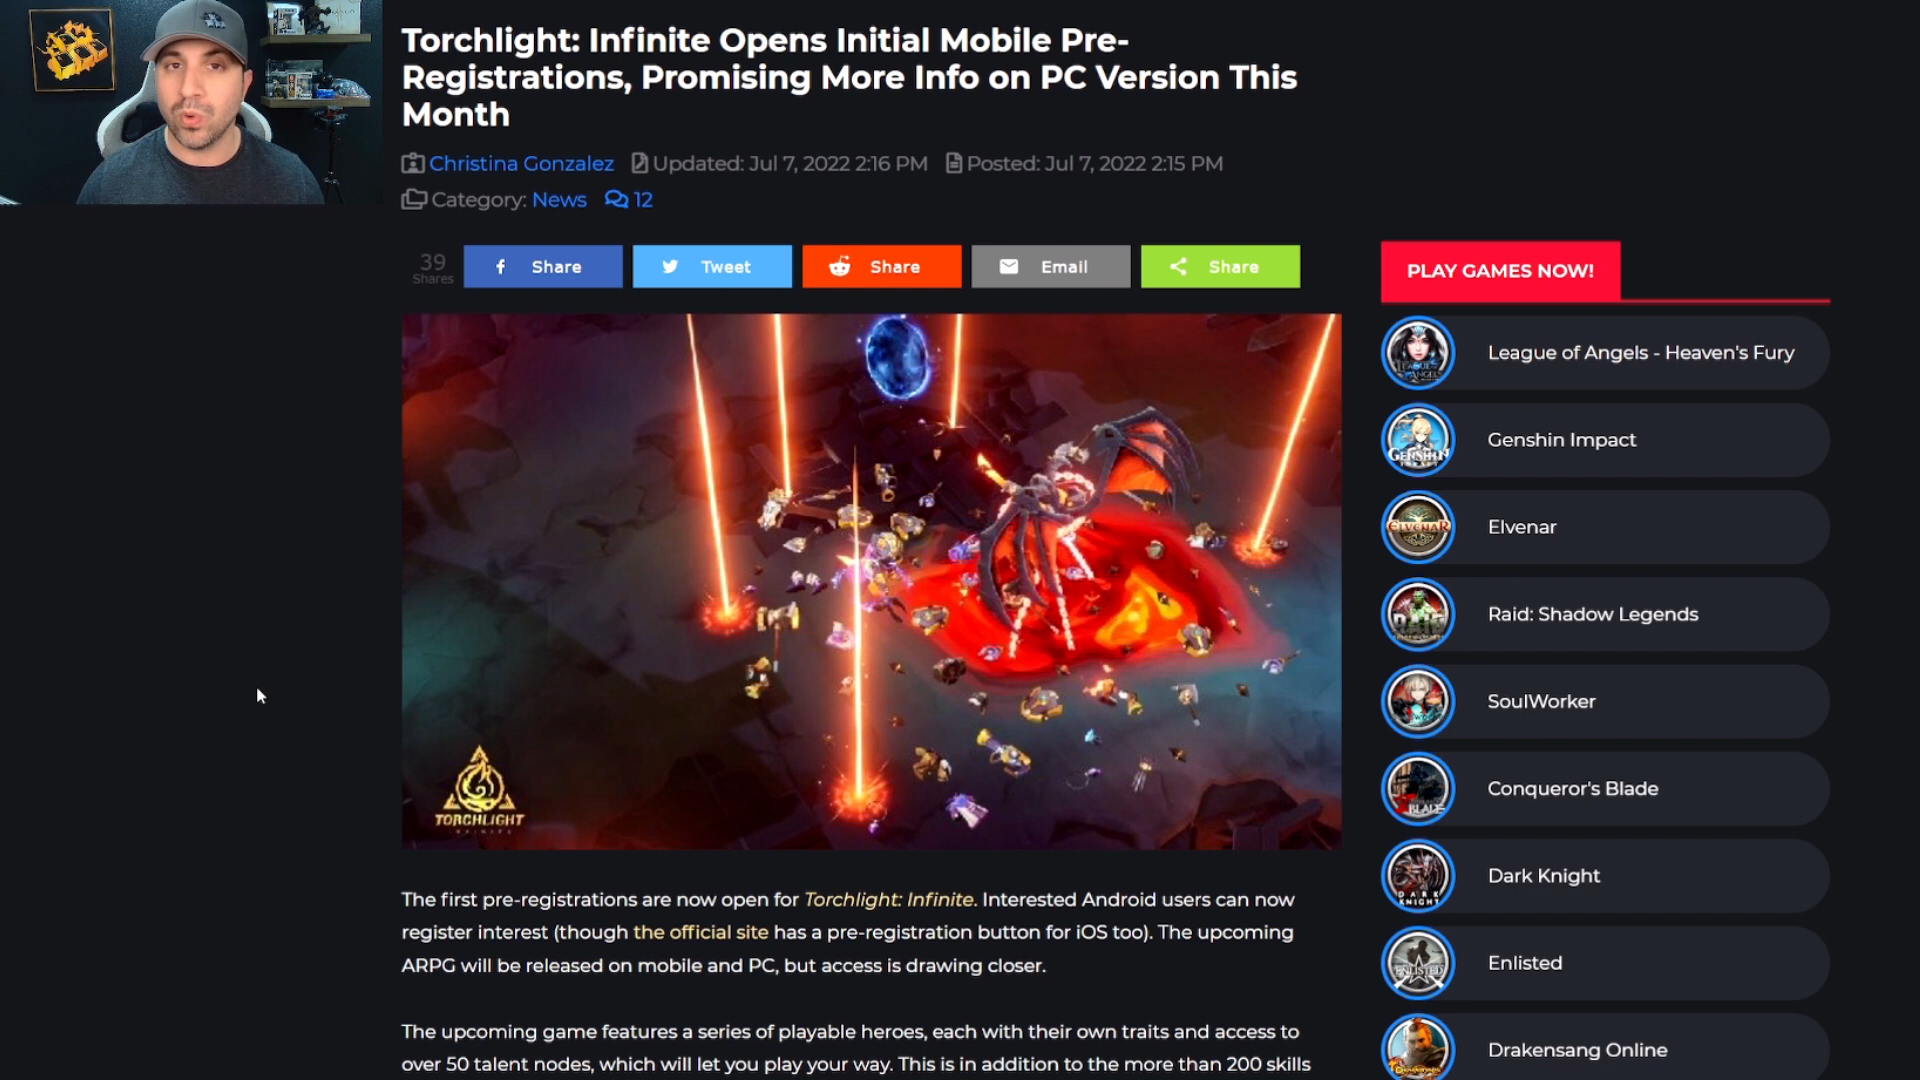 Torchlight: Infinite Opens Initial Mobile Pre-
Registrations, Promising More Info on PC Version This
Month
Christina Gonzalez Updated: Jul 7, 2022 2:16 PM Posted: Jul 7, 2022 2:15 PM
Category: News 12
39
Shares
Share
Tweet
Share
Email
Share
TORCHLIGHT
The first pre-registrations are now open for Torchlight: Infinite. Interested Android users can now
register interest (though the official site has a pre-registration button for iOS too). The upcoming
ARPG will be released on mobile and PC, but access is drawing closer.
The upcoming game features a series of playable heroes, each with their own traits and access to
over 50 talent nodes, which will let you play your way. This is in addition to the more than 200 skills
PLAY GAMES NOW!
League of Angels - Heaven's Fury
GENSHIN
Genshin Impact
ELVENAR
Elvenar
RAID
Raid: Shadow Legends
SoulWorker
BLADE
Conqueror's Blade
DARK
KNIGHT
Dark Knight
ENLISTED
Enlisted
Drakensang Online